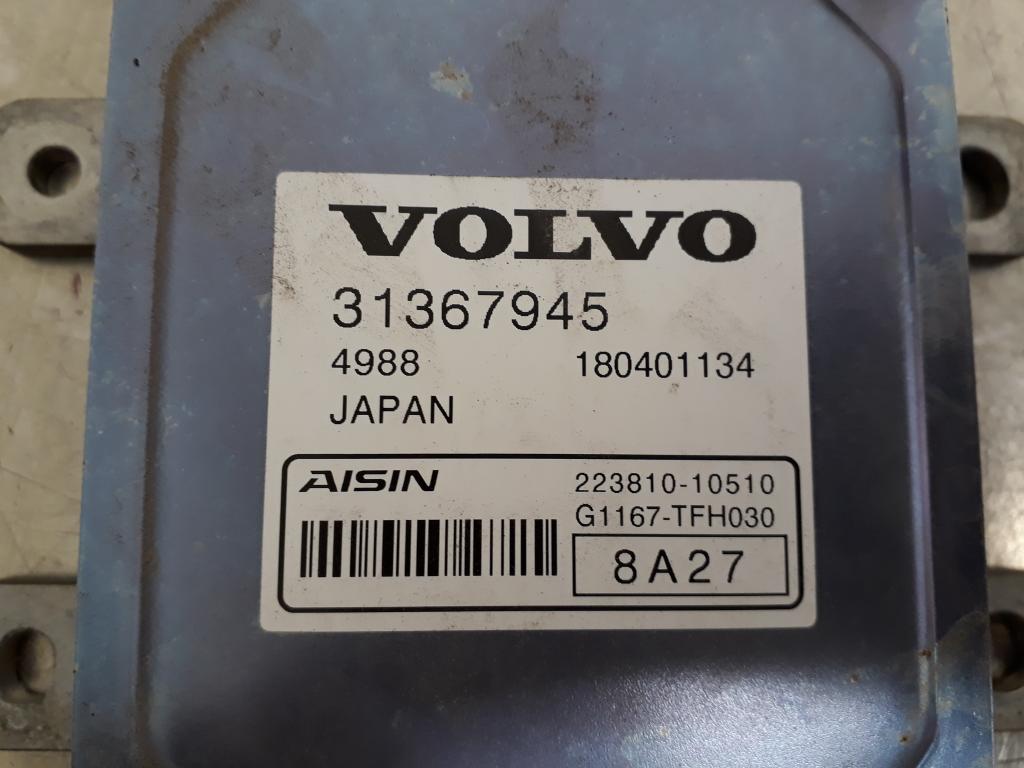 VOLVO
31367945
4988 180401134
JAPAN
AISIN 223810-10510
G1167-TFH030
8A27